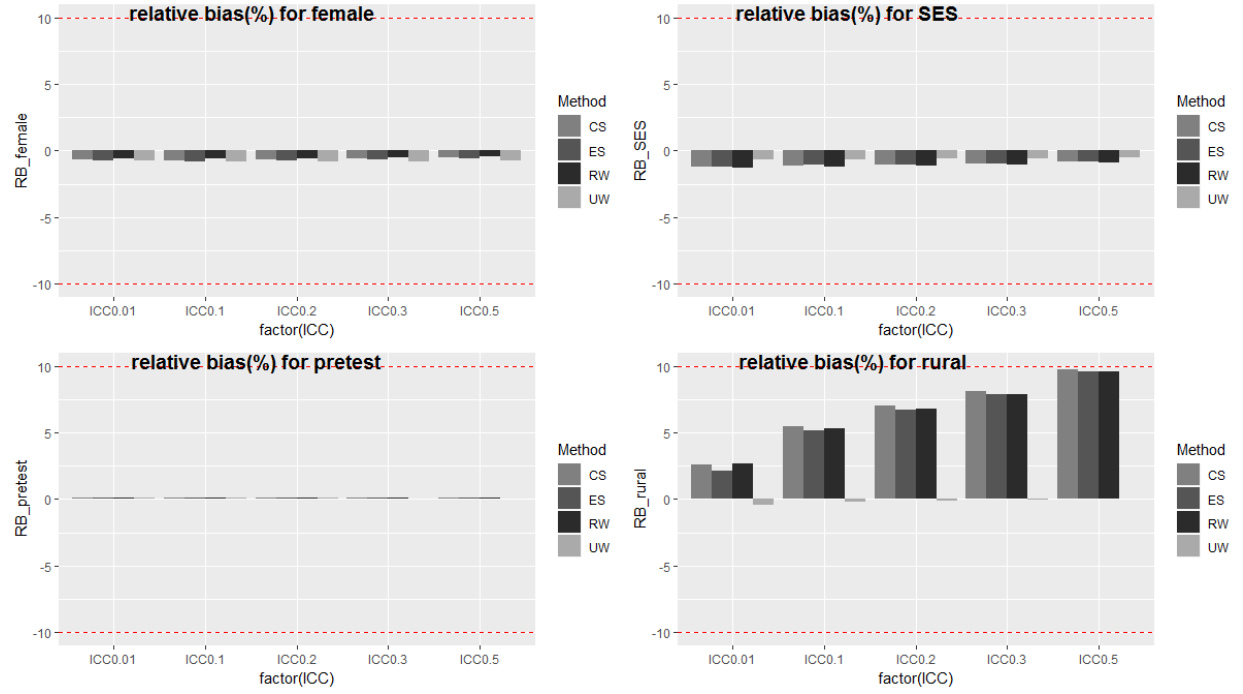 relative bias(%) for female
10
5
0
-5
-10
RB_female
ICC0.01 ICC0.1 ICC0.2 ICC0.3 ICC0.5
factor(ICC)
Method
CS
ES
RW
UW
relative bias(%) for SES
10
5
0
-5
-10
RB_SES
ICC0.01 ICC0.1 ICC0.2 ICC0.3 ICC0.5
factor(ICC)
Method
CS
ES
RW
UW
relative bias(%) for pretest
10
5
0
-5
-10
RB_pretest
ICC0.01 ICC0.1 ICC0.2 ICC0.3 ICC0.5
factor(ICC)
Method
CS
ES
RW
UW
relative bias(%) for rural
10
5
0
-5
-10
RB_rural
ICC0.01 ICC0.1 ICC0.2 ICC0.3 ICC0.5
factor(ICC)
Method
CS
ES
RW
UW